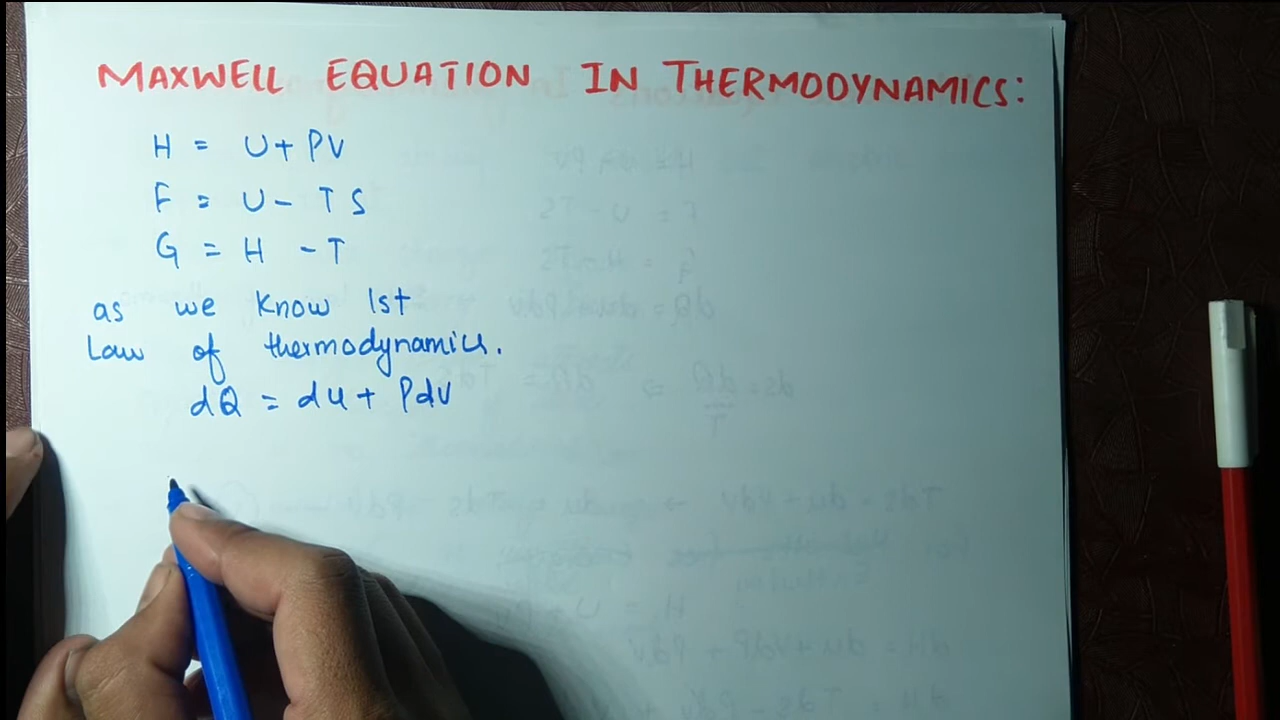 MAXWELL EQUATION IN THERMODYNAMICS:
H = U + PV
F = U - TS
G = H - T
as we know 1st
Law of thermodynamics.
dQ = du + Pdv